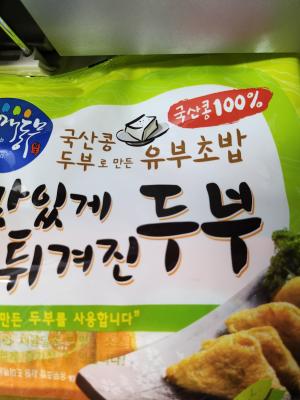 국산콩100%
국산콩
두부로 만든 유부초밥
맛있게
튀겨진 두부
만든 두부를 사용합니다"